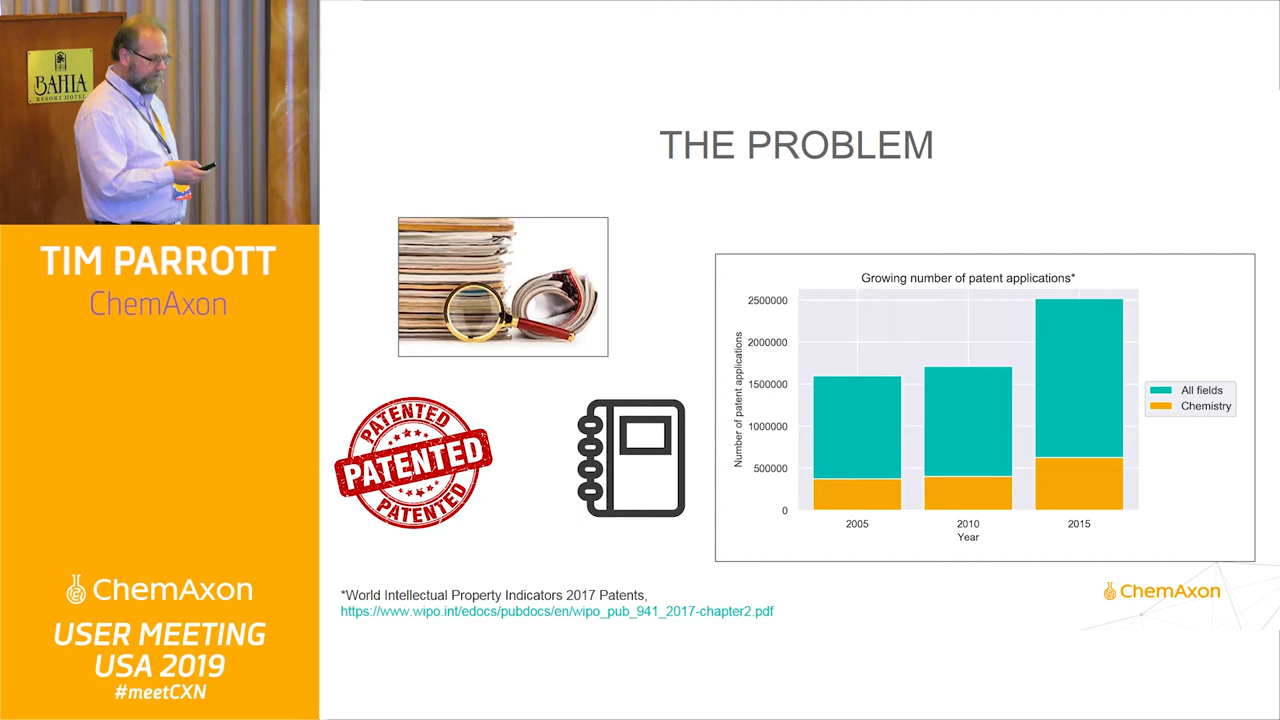 BAHIA
RESORT HOTEL
TIM PARROTT
ChemAxon
ChemAxon
USER MEETING
USA 2019
#meetCXN
THE PROBLEM
PATENTED
PATENTED
PATENTED
Growing number of patent applications*
Number of patent applications
2500000
2000000
1500000
1000000
500000
0
2005
2010
2015
Year
All fields
Chemistry
*World Intellectual Property Indicators 2017 Patents,
https://www.wipo.int/edocs/pubdocs/en/wipo_pub_941_2017-chapter2.pdf
ChemAxon